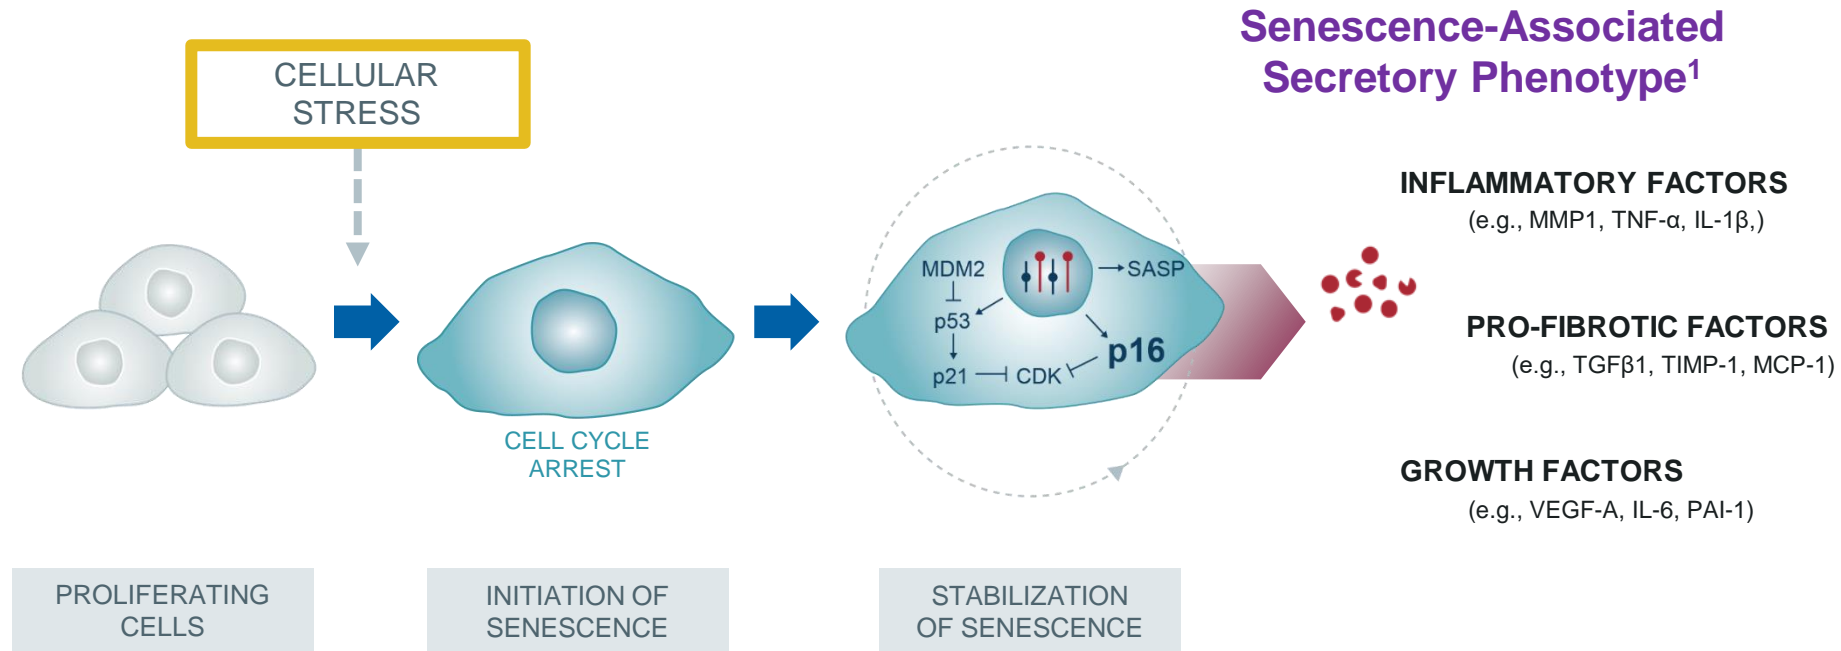 Senescence-Associated
Secretory Phenotype¹
CELLULAR
STRESS
INFLAMMATORY FACTORS
(e.g., MMP1, TNF-α, IL-1β,)
MDM2
SASP
p53
p16
p21
CDK
PRO-FIBROTIC FACTORS
(e.g., TGFβ1, TIMP-1, MCP-1)
CELL CYCLE
ARREST
GROWTH FACTORS
(e.g., VEGF-A, IL-6, PAI-1)
PROLIFERATING
CELLS
INITIATION OF
SENESCENCE
STABILIZATION
OF SENESCENCE